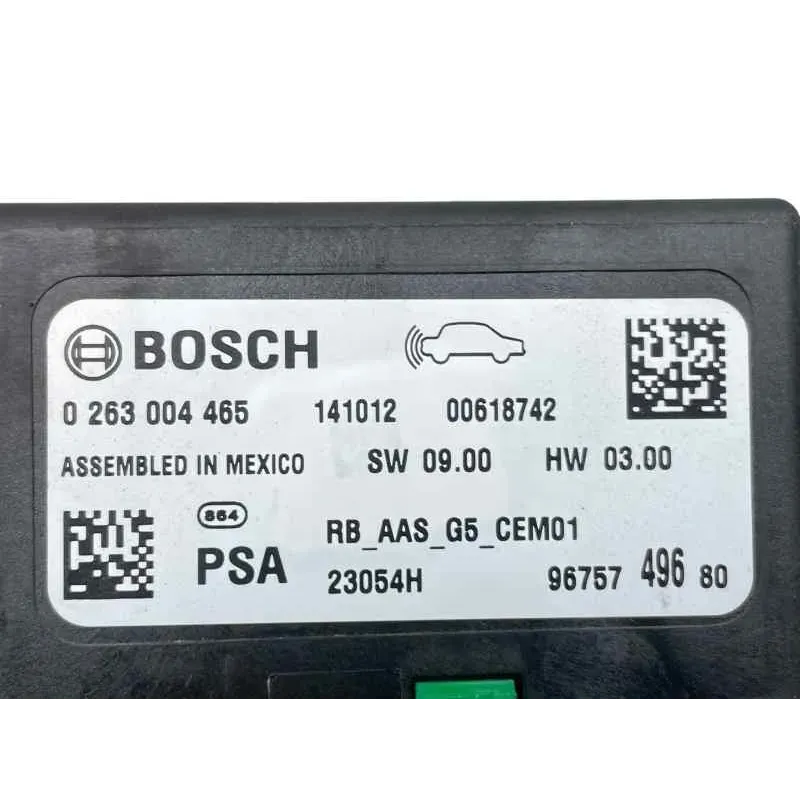 BOSCH
0 263 004 465 141012 00618742
ASSEMBLED IN MEXICO SW 09.00 HW 03.00
864 RB_AAS_G5_CEM01
PSA 23054H 96757 496 80